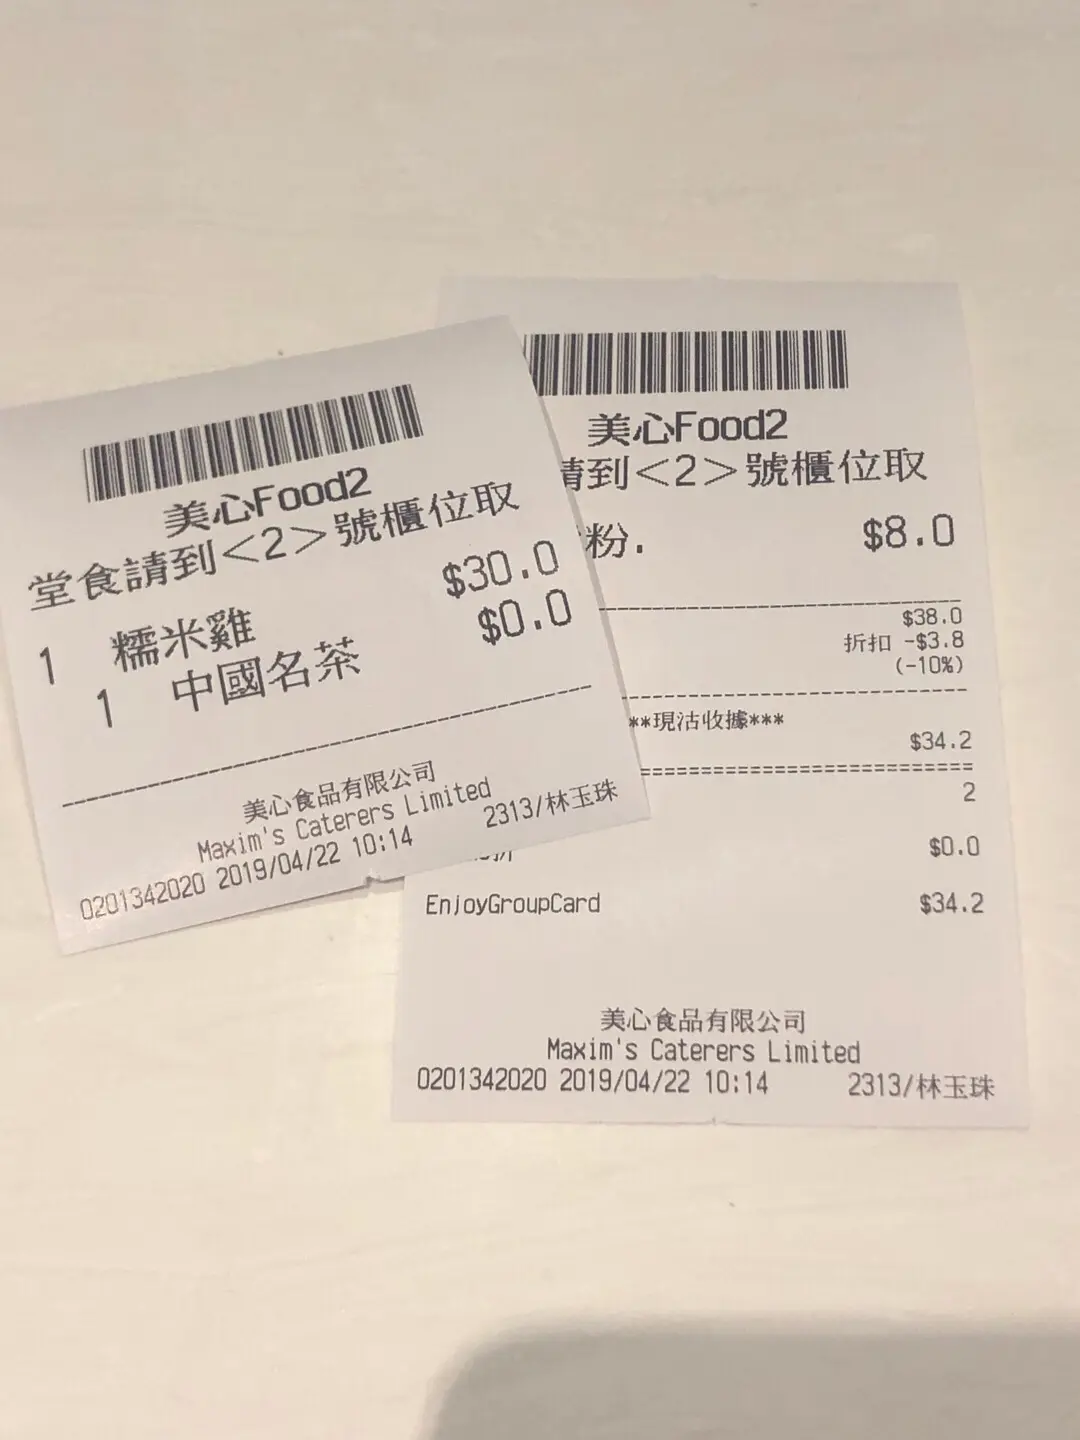 美心Food2
堂食請到<2>號櫃位取
1 糯米雞 $30.0
1 中國名茶 $0.0
美心食品有限公司
Maxim's Caterers Limited
0201342020 2019/04/22 10:14 2313/林玉珠
美心Food2
請到<2>號櫃位取
粉. $8.0
$38.0
折扣 -$3.8
(-10%)
**現沽收據***
$34.2
2
$0.0
EnjoyGroupCard $34.2
美心食品有限公司
Maxim's Caterers Limited
0201342020 2019/04/22 10:14 2313/林玉珠